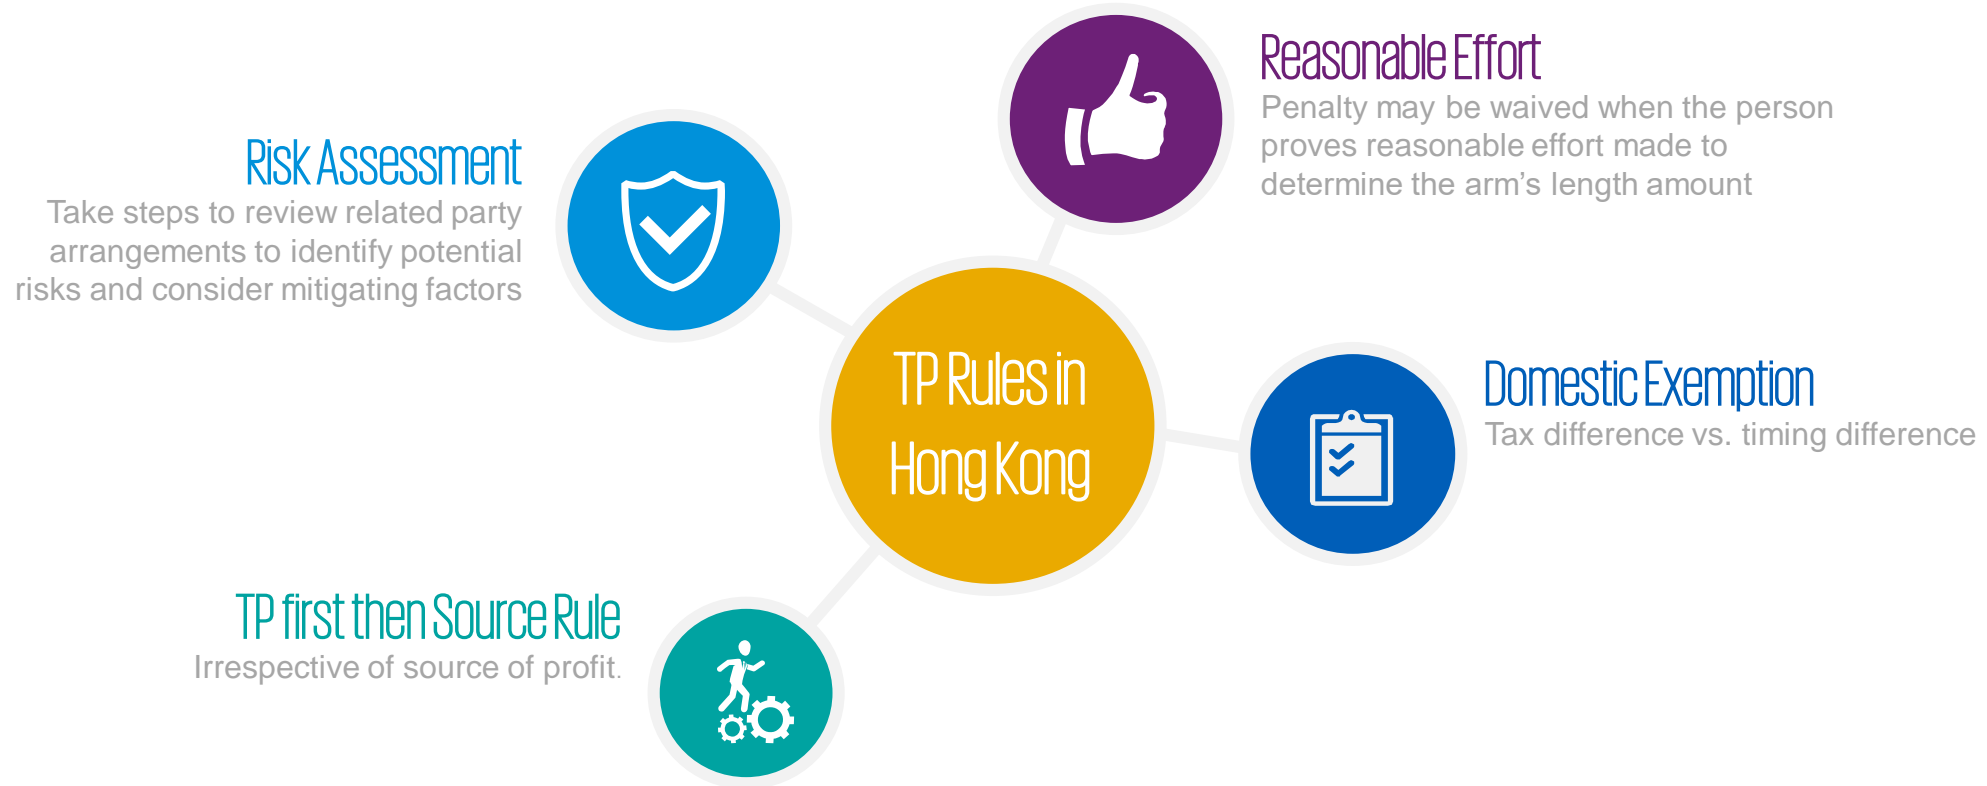 Reasonable Effort
Penalty may be waived when the person
proves reasonable effort made to
determine the arm's length amount
Risk Assessment
Take steps to review related party
arrangements to identify potential
risks and consider mitigating factors
TP Rules in
Hong Kong
Domestic Exemption
Tax difference vs. timing difference
TP first then Source Rule
Irrespective of source of profit.